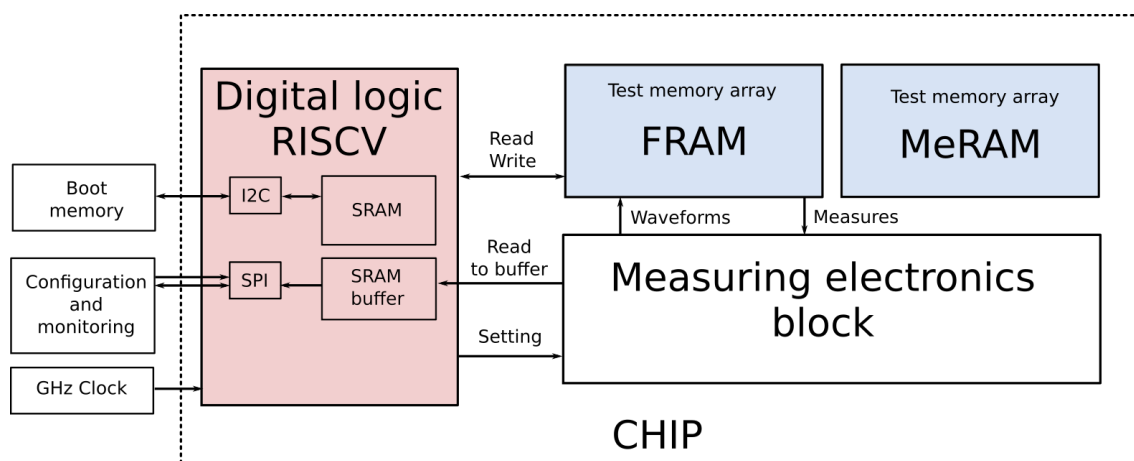 Digital logic
RISCV
I2C
SRAM
SPI
SRAM
buffer
Boot
memory
Configuration
and
monitoring
GHz Clock
Read
Write
Read
to buffer
Setting
Test memory array
FRAM
Test memory array
MeRAM
Waveforms
Measures
Measuring electronics
block
CHIP